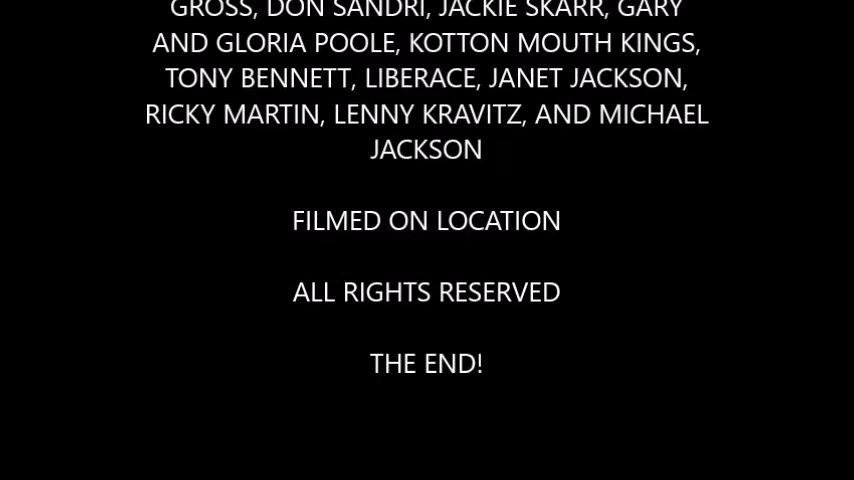 GROSS, DON SANDRI, JACKIE SKARR, GARY
AND GLORIA POOLE, KOTTON MOUTH KINGS,
TONY BENNETT, LIBERACE, JANET JACKSON,
RICKY MARTIN, LENNY KRAVITZ, AND MICHAEL
JACKSON
FILMED ON LOCATION
ALL RIGHTS RESERVED
THE END!